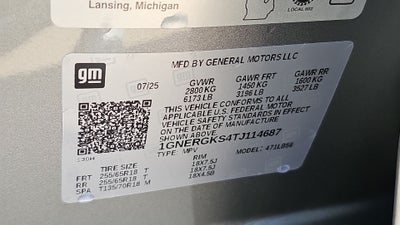 Lansing, Michigan
LOCAL 652
gm
MFD BY GENERAL MOTORS LLC
07/25
GVWR GAWR FRT GAWR RR
2800 KG 1450 KG 1600 KG
6173 LB 3196 LB 3527 LB
THIS VEHICLE CONFORMS TO ALL
APPLICABLE U.S. FEDERAL MOTOR
VEHICLE SAFETY STANDARDS IN EFFECT
ON THE DATE OF MANUFACTURE
1GNERGKS4TJ114687
TYPE: MPV MODEL:
TIRE SIZE RIM
FRT 255/65R18 T 18X7.5J
RR 255/65R18 T 18X7.5J
SPA T135/70R18 M 18X4.5B